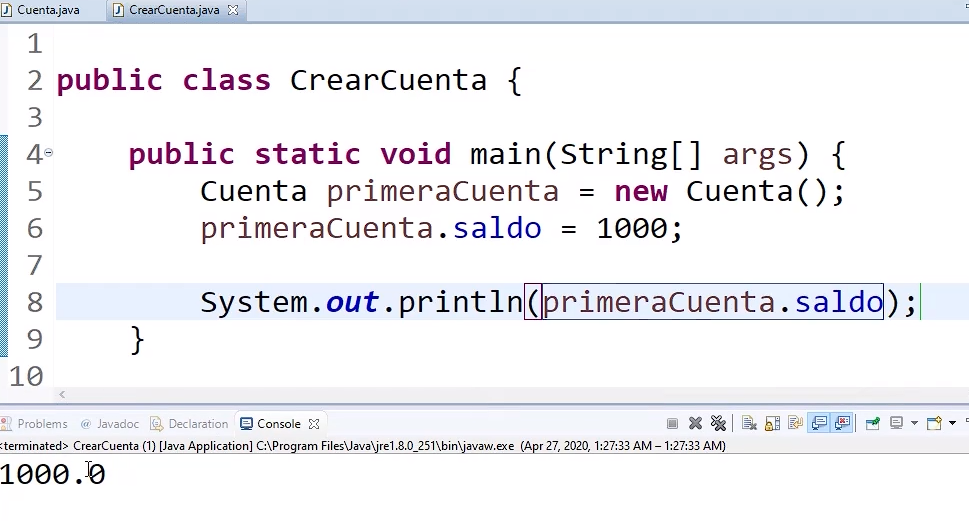 Cuenta.java CrearCuenta.java
1
2 public class CrearCuenta {
3
4 public static void main(String[] args) {
5 Cuenta primeraCuenta = new Cuenta();
6 primeraCuenta.saldo = 1000;
7
8 System.out.println(primeraCuenta.saldo);
9 }
10
Problems @ Javadoc Declaration Console
<terminated> CrearCuenta (1) [Java Application] C:\Program Files\Java\jre1.8.0_251\bin\javaw.exe (Apr 27, 2020, 1:27:33 AM – 1:27:33 AM)
1000.0